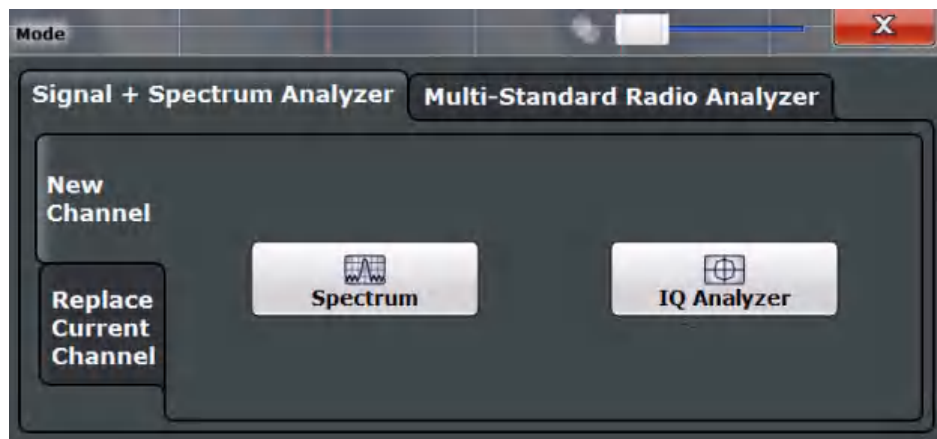 Mode
X
Signal + Spectrum Analyzer
Multi-Standard Radio Analyzer
New
Channel
Spectrum
IQ Analyzer
Replace
Current
Channel